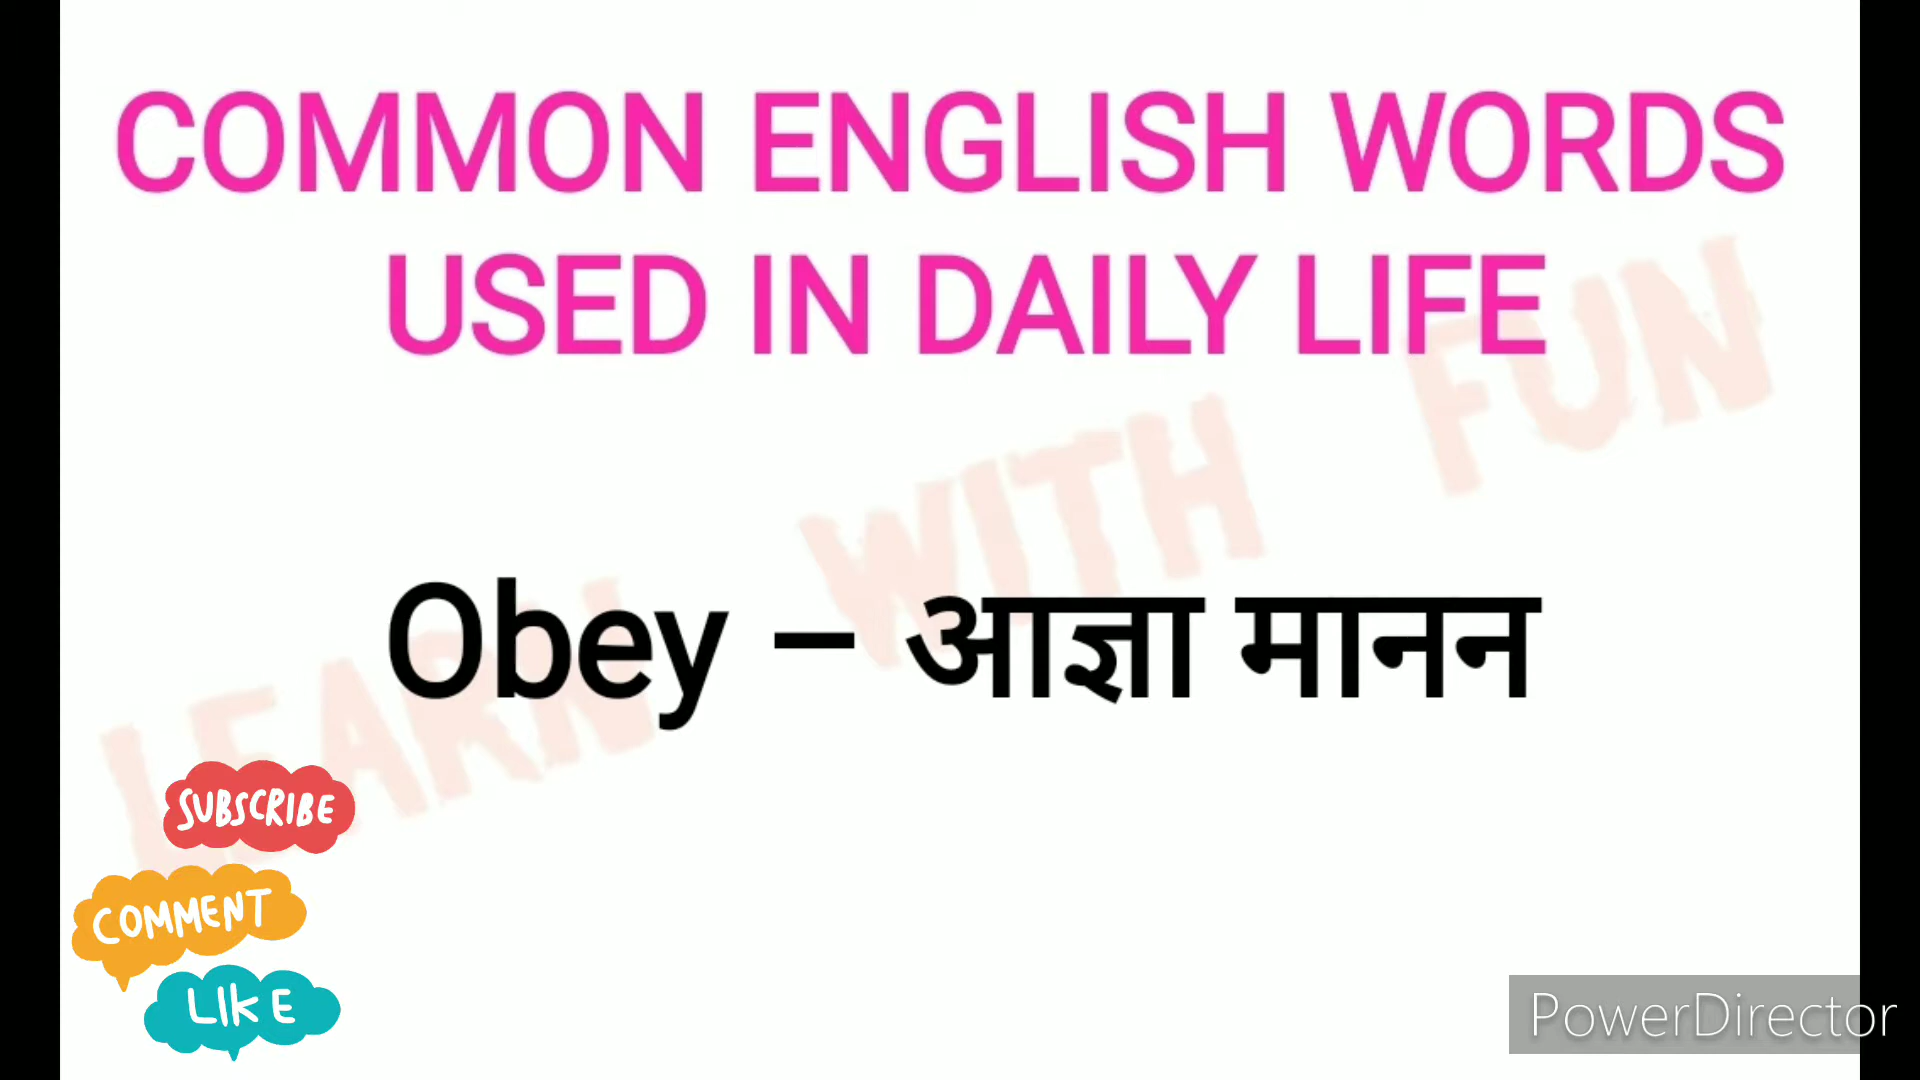 COMMON ENGLISH WORDS
USED IN DAILY LIFE
LEARN WITH FUN
Obey – आज्ञा मानन
SUBSCRIBE
COMMENT
LIKE
PowerDirector